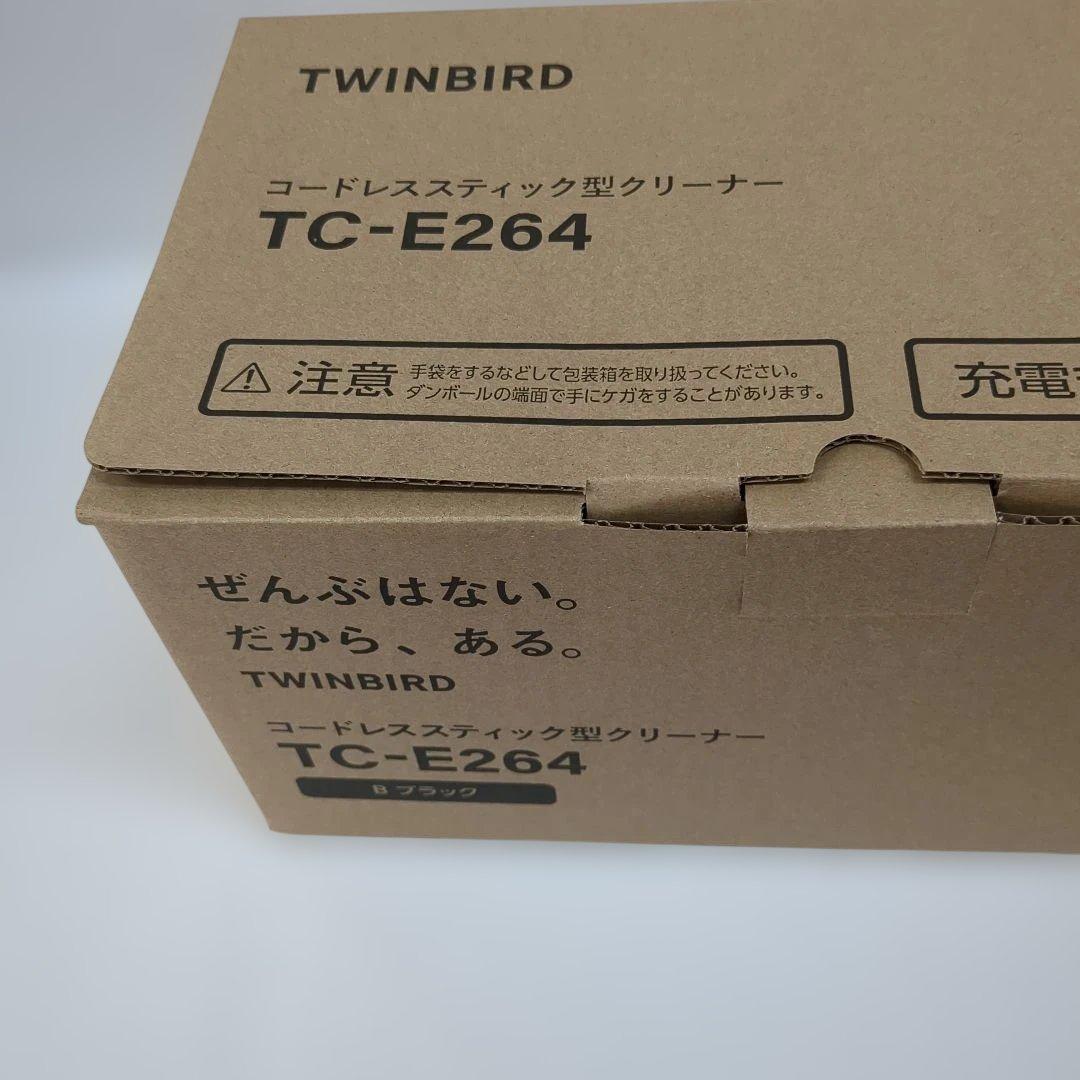 TWINBIRD
コードレススティック型クリーナー
TC-E264
注意 手袋をするなどして包装箱を取り扱ってください。
ダンボールの端面で手にケガをすることがあります。
充電
ぜんぶはない。
だから、ある。
TWINBIRD
コードレススティック型クリーナー
TC-E264
B ブラック